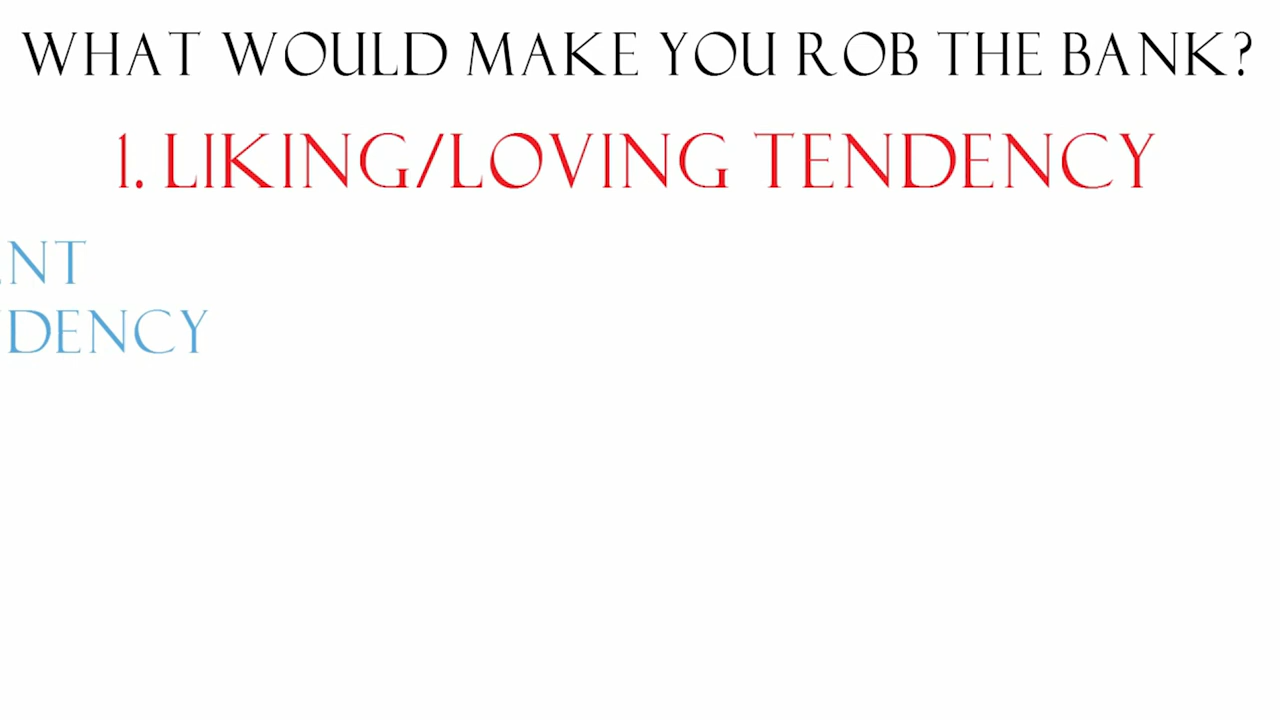 WHAT WOULD MAKE YOU ROB THE BANK?
1. LIKING/LOVING TENDENCY
NT
DENCY